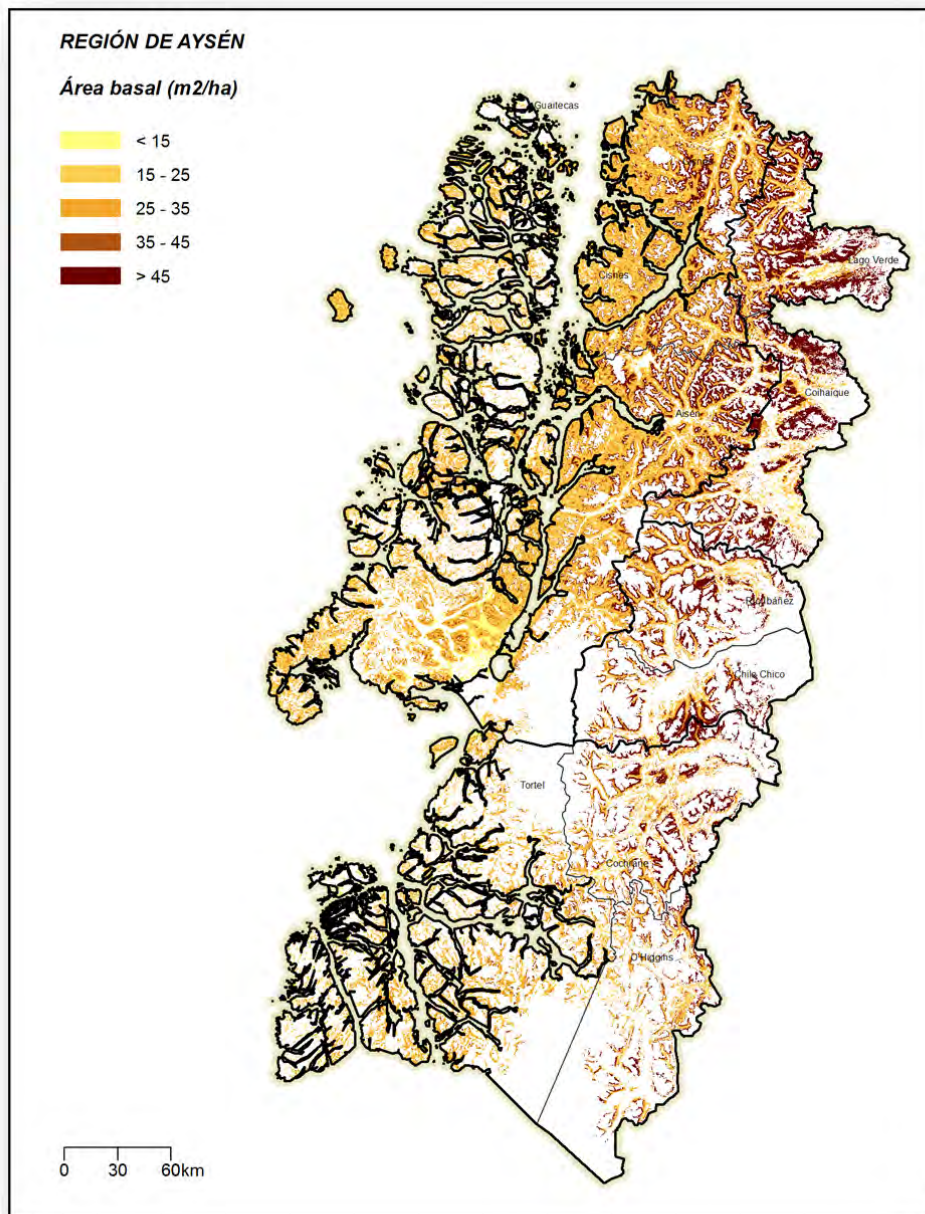 REGIÓN DE AYSÉN
Área basal (m2/ha)
< 15
15 - 25
25 - 35
35 - 45
> 45
Guaitecas
Lago Verde
Cisnes
Coihaique
Aisén
Chile Chico
Tortel
Cochrane
O'Higgins
0 30 60km